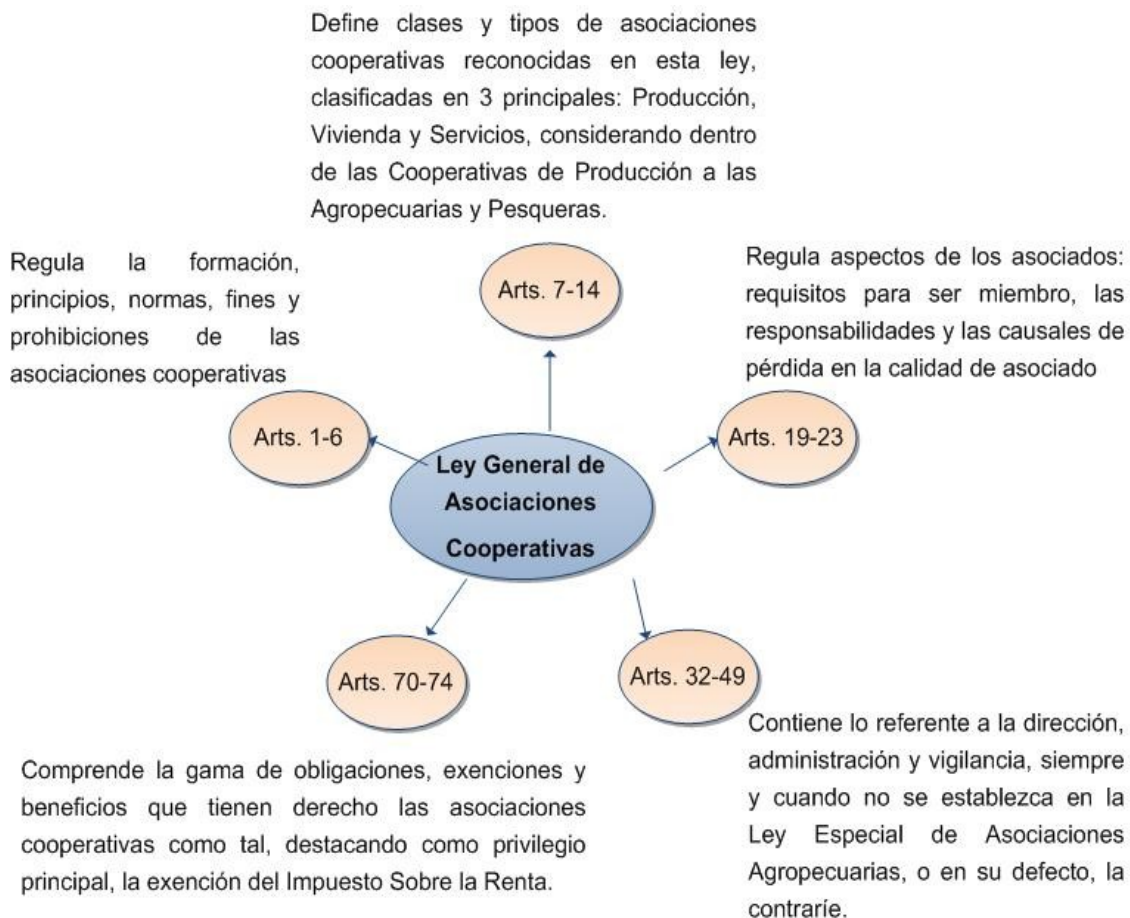 Define clases y tipos de asociaciones
cooperativas reconocidas en esta ley,
clasificadas en 3 principales: Producción,
Vivienda y Servicios, considerando dentro
de las Cooperativas de Producción a las
Agropecuarias y Pesqueras.
Regula la formación,
principios, normas, fines y
prohibiciones de las
asociaciones cooperativas
Arts. 7-14
Regula aspectos de los asociados:
requisitos para ser miembro, las
responsabilidades y las causales de
pérdida en la calidad de asociado
Arts. 1-6
Arts. 19-23
Ley General de
Asociaciones
Cooperativas
Arts. 70-74
Arts. 32-49
Comprende la gama de obligaciones, exenciones y
beneficios que tienen derecho las asociaciones
cooperativas como tal, destacando como privilegio
principal, la exención del Impuesto Sobre la Renta.
Contiene lo referente a la dirección,
administración y vigilancia, siempre
y cuando no se establezca en la
Ley Especial de Asociaciones
Agropecuarias, o en su defecto, la
contraríe.